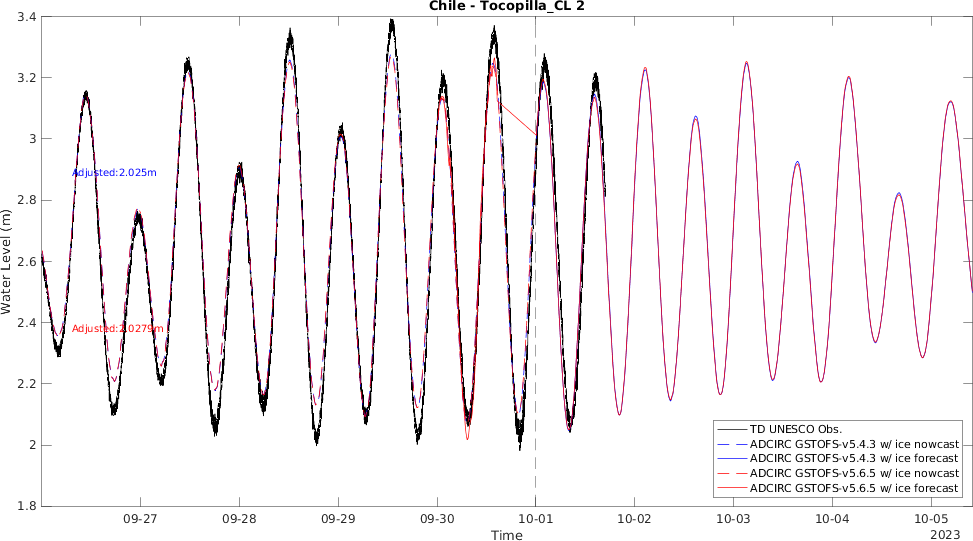 Chile - Tocopilla_CL 2
3.4
3.2
3
2.8
2.6
2.4
2.2
2
1.8
Water Level (m)
Adjusted:2.025m
Adjusted:2.0279m
TD UNESCO Obs.
ADCIRC GSTOFS-v5.4.3 w/ ice nowcast
ADCIRC GSTOFS-v5.4.3 w/ ice forecast
ADCIRC GSTOFS-v5.6.5 w/ ice nowcast
ADCIRC GSTOFS-v5.6.5 w/ ice forecast
09-27 09-28 09-29 09-30 10-01 10-02 10-03 10-04 10-05
Time
2023